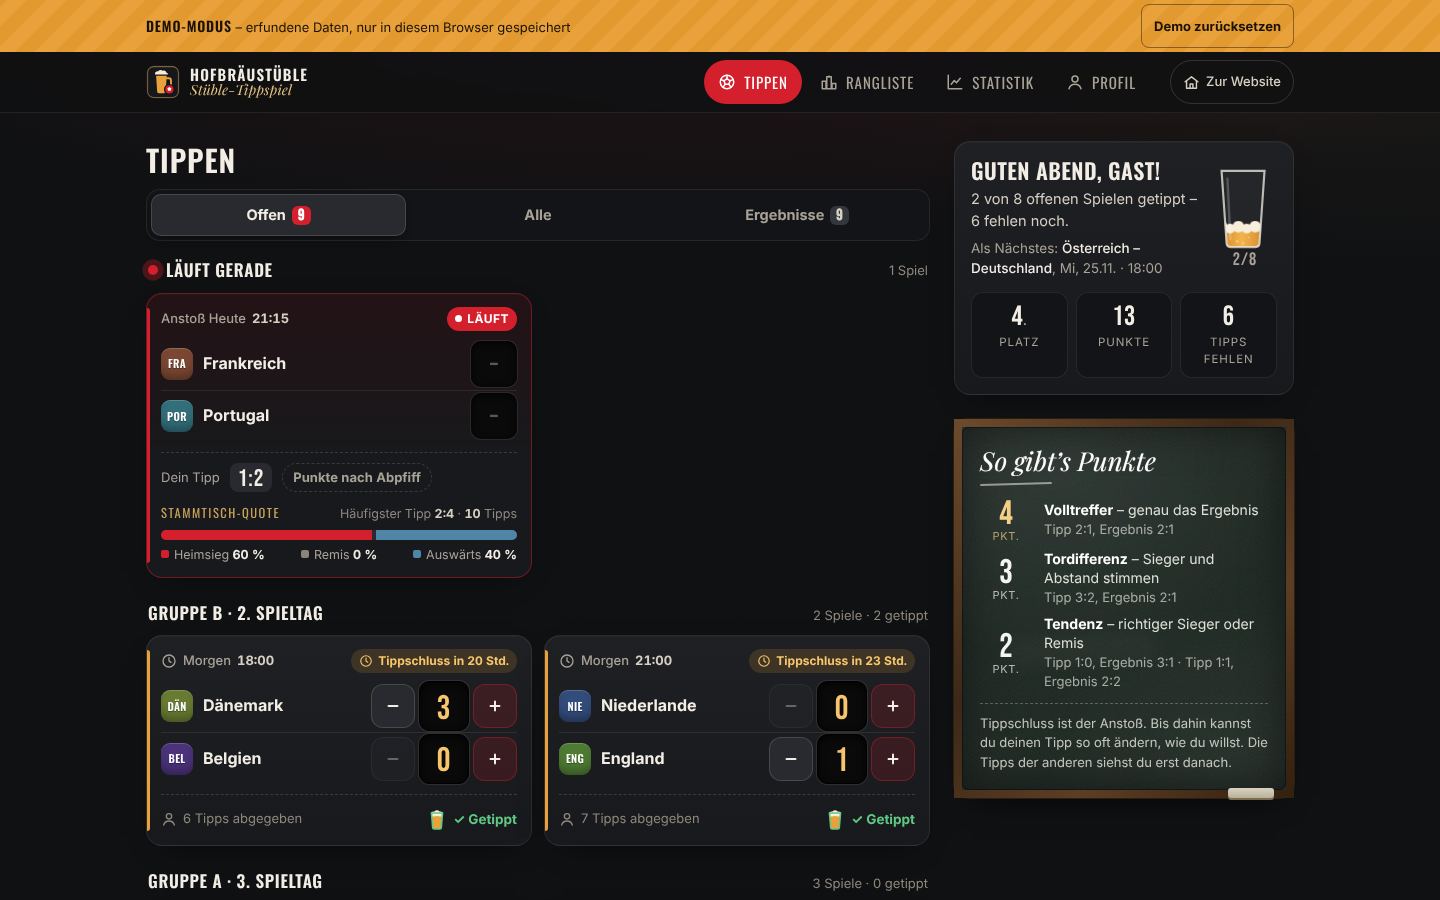 DEMO-MODUS – erfundene Daten, nur in diesem Browser gespeichert
Demo zurücksetzen
HOFBRÄUSTÜBLE
Stüble-Tippspiel
TIPPEN
RANGLISTE
STATISTIK
PROFIL
Zur Website
TIPPEN
Offen 9
Alle
Ergebnisse 9
LÄUFT GERADE
1 Spiel
Anstoß Heute 21:15
LÄUFT
FRA Frankreich –
POR Portugal –
Dein Tipp 1:2 Punkte nach Abpfiff
STAMMTISCH-QUOTE Häufigster Tipp 2:4 · 10 Tipps
Heimsieg 60 % Remis 0 % Auswärts 40 %
GRUPPE B · 2. SPIELTAG
2 Spiele · 2 getippt
Morgen 18:00 Tippschluss in 20 Std.
DÄN Dänemark − 3 +
BEL Belgien − 0 +
6 Tipps abgegeben ✓ Getippt
Morgen 21:00 Tippschluss in 23 Std.
NIE Niederlande − 0 +
ENG England − 1 +
7 Tipps abgegeben ✓ Getippt
GRUPPE A · 3. SPIELTAG
3 Spiele · 0 getippt
GUTEN ABEND, GAST!
2 von 8 offenen Spielen getippt –
6 fehlen noch.
Als Nächstes: Österreich –
Deutschland, Mi, 25.11. · 18:00
2/8
4.
PLATZ
13
PUNKTE
6
TIPPS
FEHLEN
So gibt’s Punkte
4
PKT.
Volltreffer – genau das Ergebnis
Tipp 2:1, Ergebnis 2:1
3
PKT.
Tordifferenz – Sieger und
Abstand stimmen
Tipp 3:2, Ergebnis 2:1
2
PKT.
Tendenz – richtiger Sieger oder
Remis
Tipp 1:0, Ergebnis 3:1 · Tipp 1:1,
Ergebnis 2:2
Tippschluss ist der Anstoß. Bis dahin kannst
du deinen Tipp so oft ändern, wie du willst. Die
Tipps der anderen siehst du erst danach.